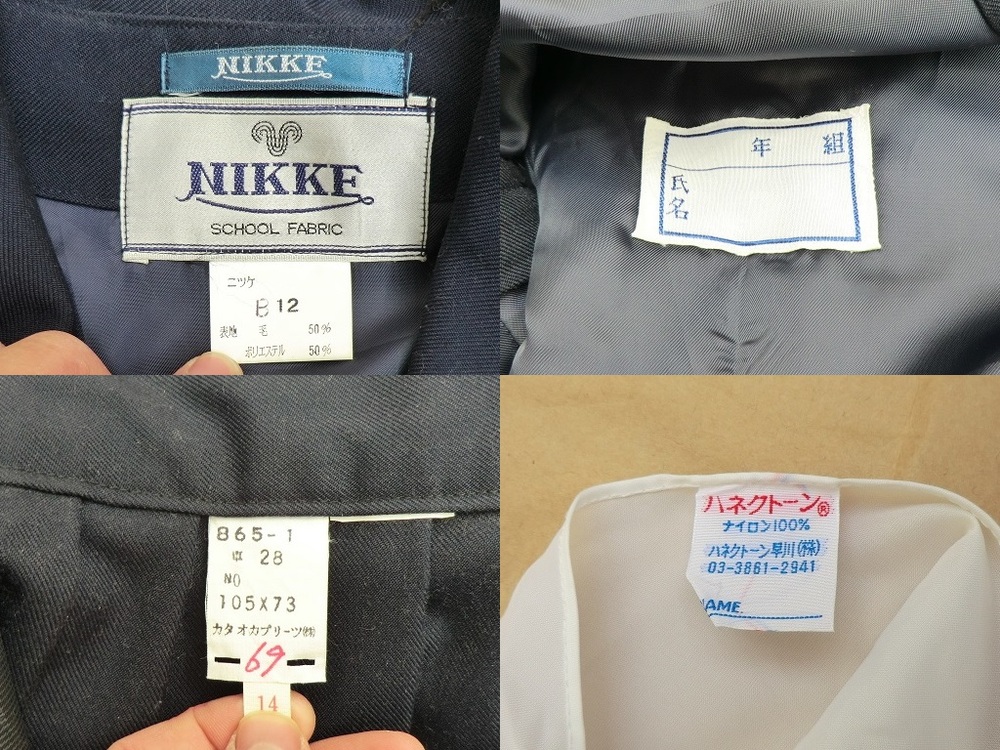 NIKKE
NIKKE
SCHOOL FABRIC
ニッケ
B 12
表地 毛 50%
ポリエステル 50%
年 組
氏名
865-1
巾 28
NO
105X73
カタオカプリーツ㈱
69
14
ハネクトーン®
ナイロン100%
ハネクトーン早川(株)
03-3861-2941
NAME